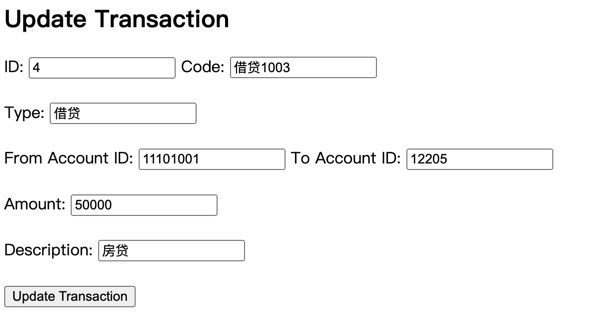 Update Transaction
ID: 4 Code: 借贷1003
Type: 借贷
From Account ID: 11101001 To Account ID: 12205
Amount: 50000
Description: 房贷
Update Transaction